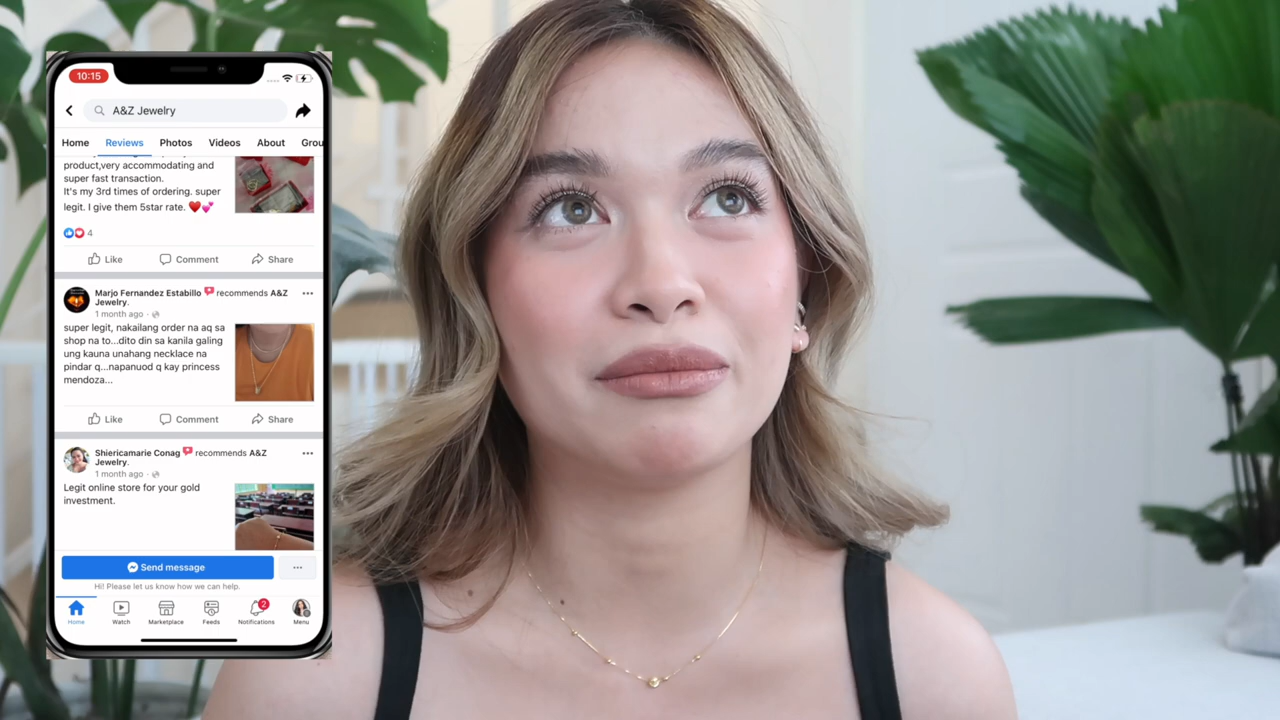 10:15
A&Z Jewelry
Home Reviews Photos Videos About Grou
product,very accommodating and
super fast transaction.
It's my 3rd times of ordering. super
legit. I give them 5star rate. ❤️💕
4
Like Comment Share
Marjo Fernandez Estabillo recommends A&Z
Jewelry.
1 month ago ·
super legit, nakailang order na aq sa
shop na to...dito din sa kanila galing
ung kauna unahang necklace na
pindar q...napanuod q kay princess
mendoza...
Like Comment Share
Shiericamarie Conag recommends A&Z
Jewelry.
1 month ago ·
Legit online store for your gold
investment.
Send message
Hi! Please let us know how we can help.
2
Home Watch Marketplace Feeds Notifications Menu